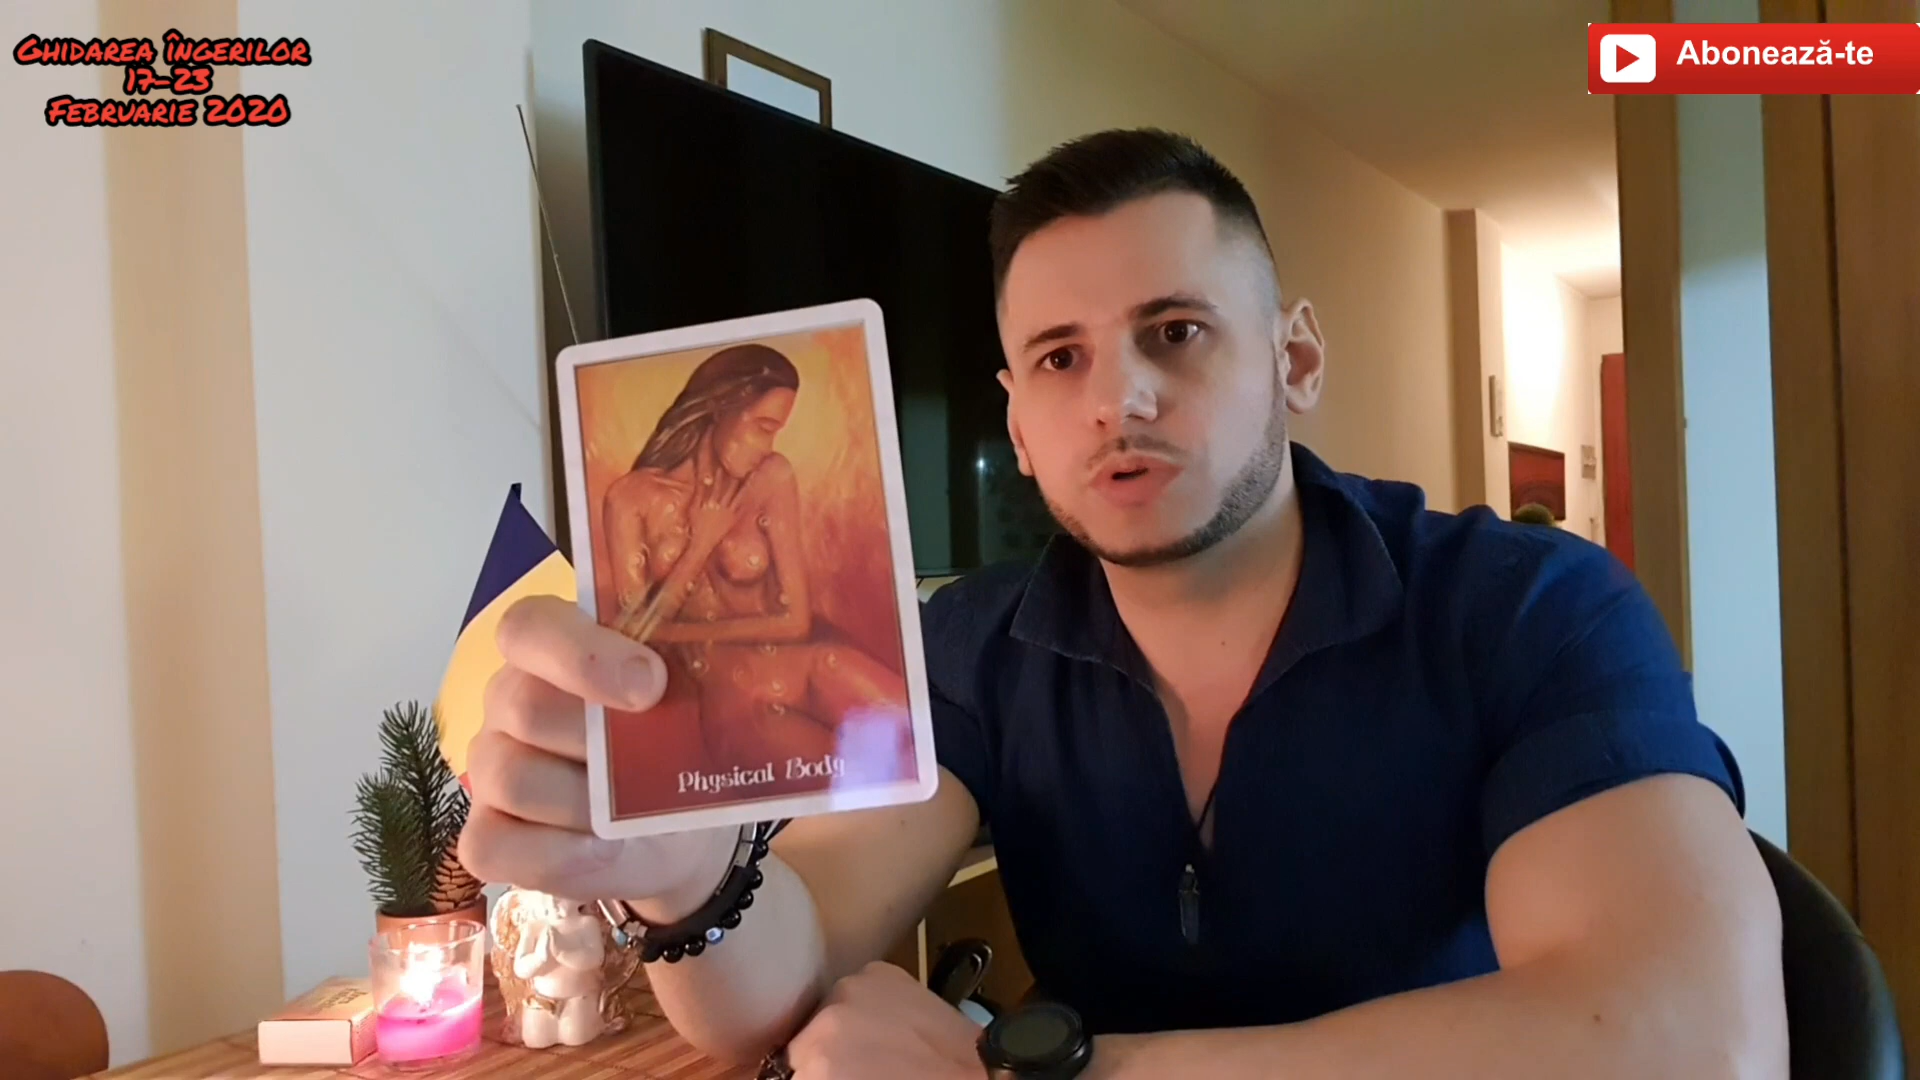 Ghidarea îngerilor
17-23
Februarie 2020
Abonează-te
Physical Body